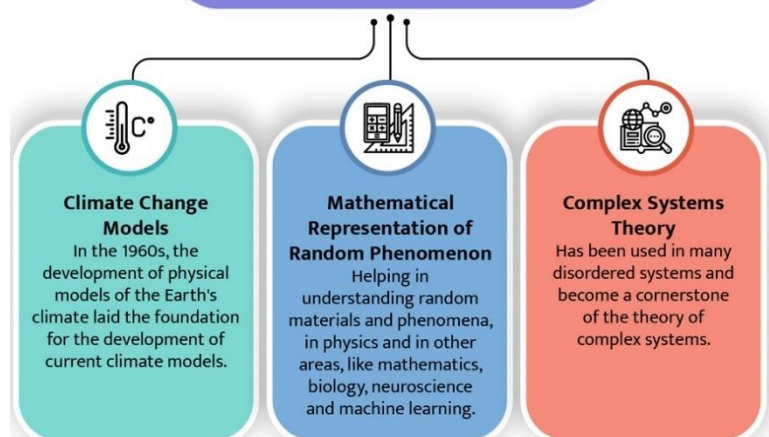 C°
Climate Change
Models
In the 1960s, the
development of physical
models of the Earth's
climate laid the foundation
for the development of
current climate models.
Mathematical
Representation of
Random Phenomenon
Helping in
understanding random
materials and phenomena,
in physics and in other
areas, like mathematics,
biology, neuroscience
and machine learning.
Complex Systems
Theory
Has been used in many
disordered systems and
become a cornerstone
of the theory of
complex systems.